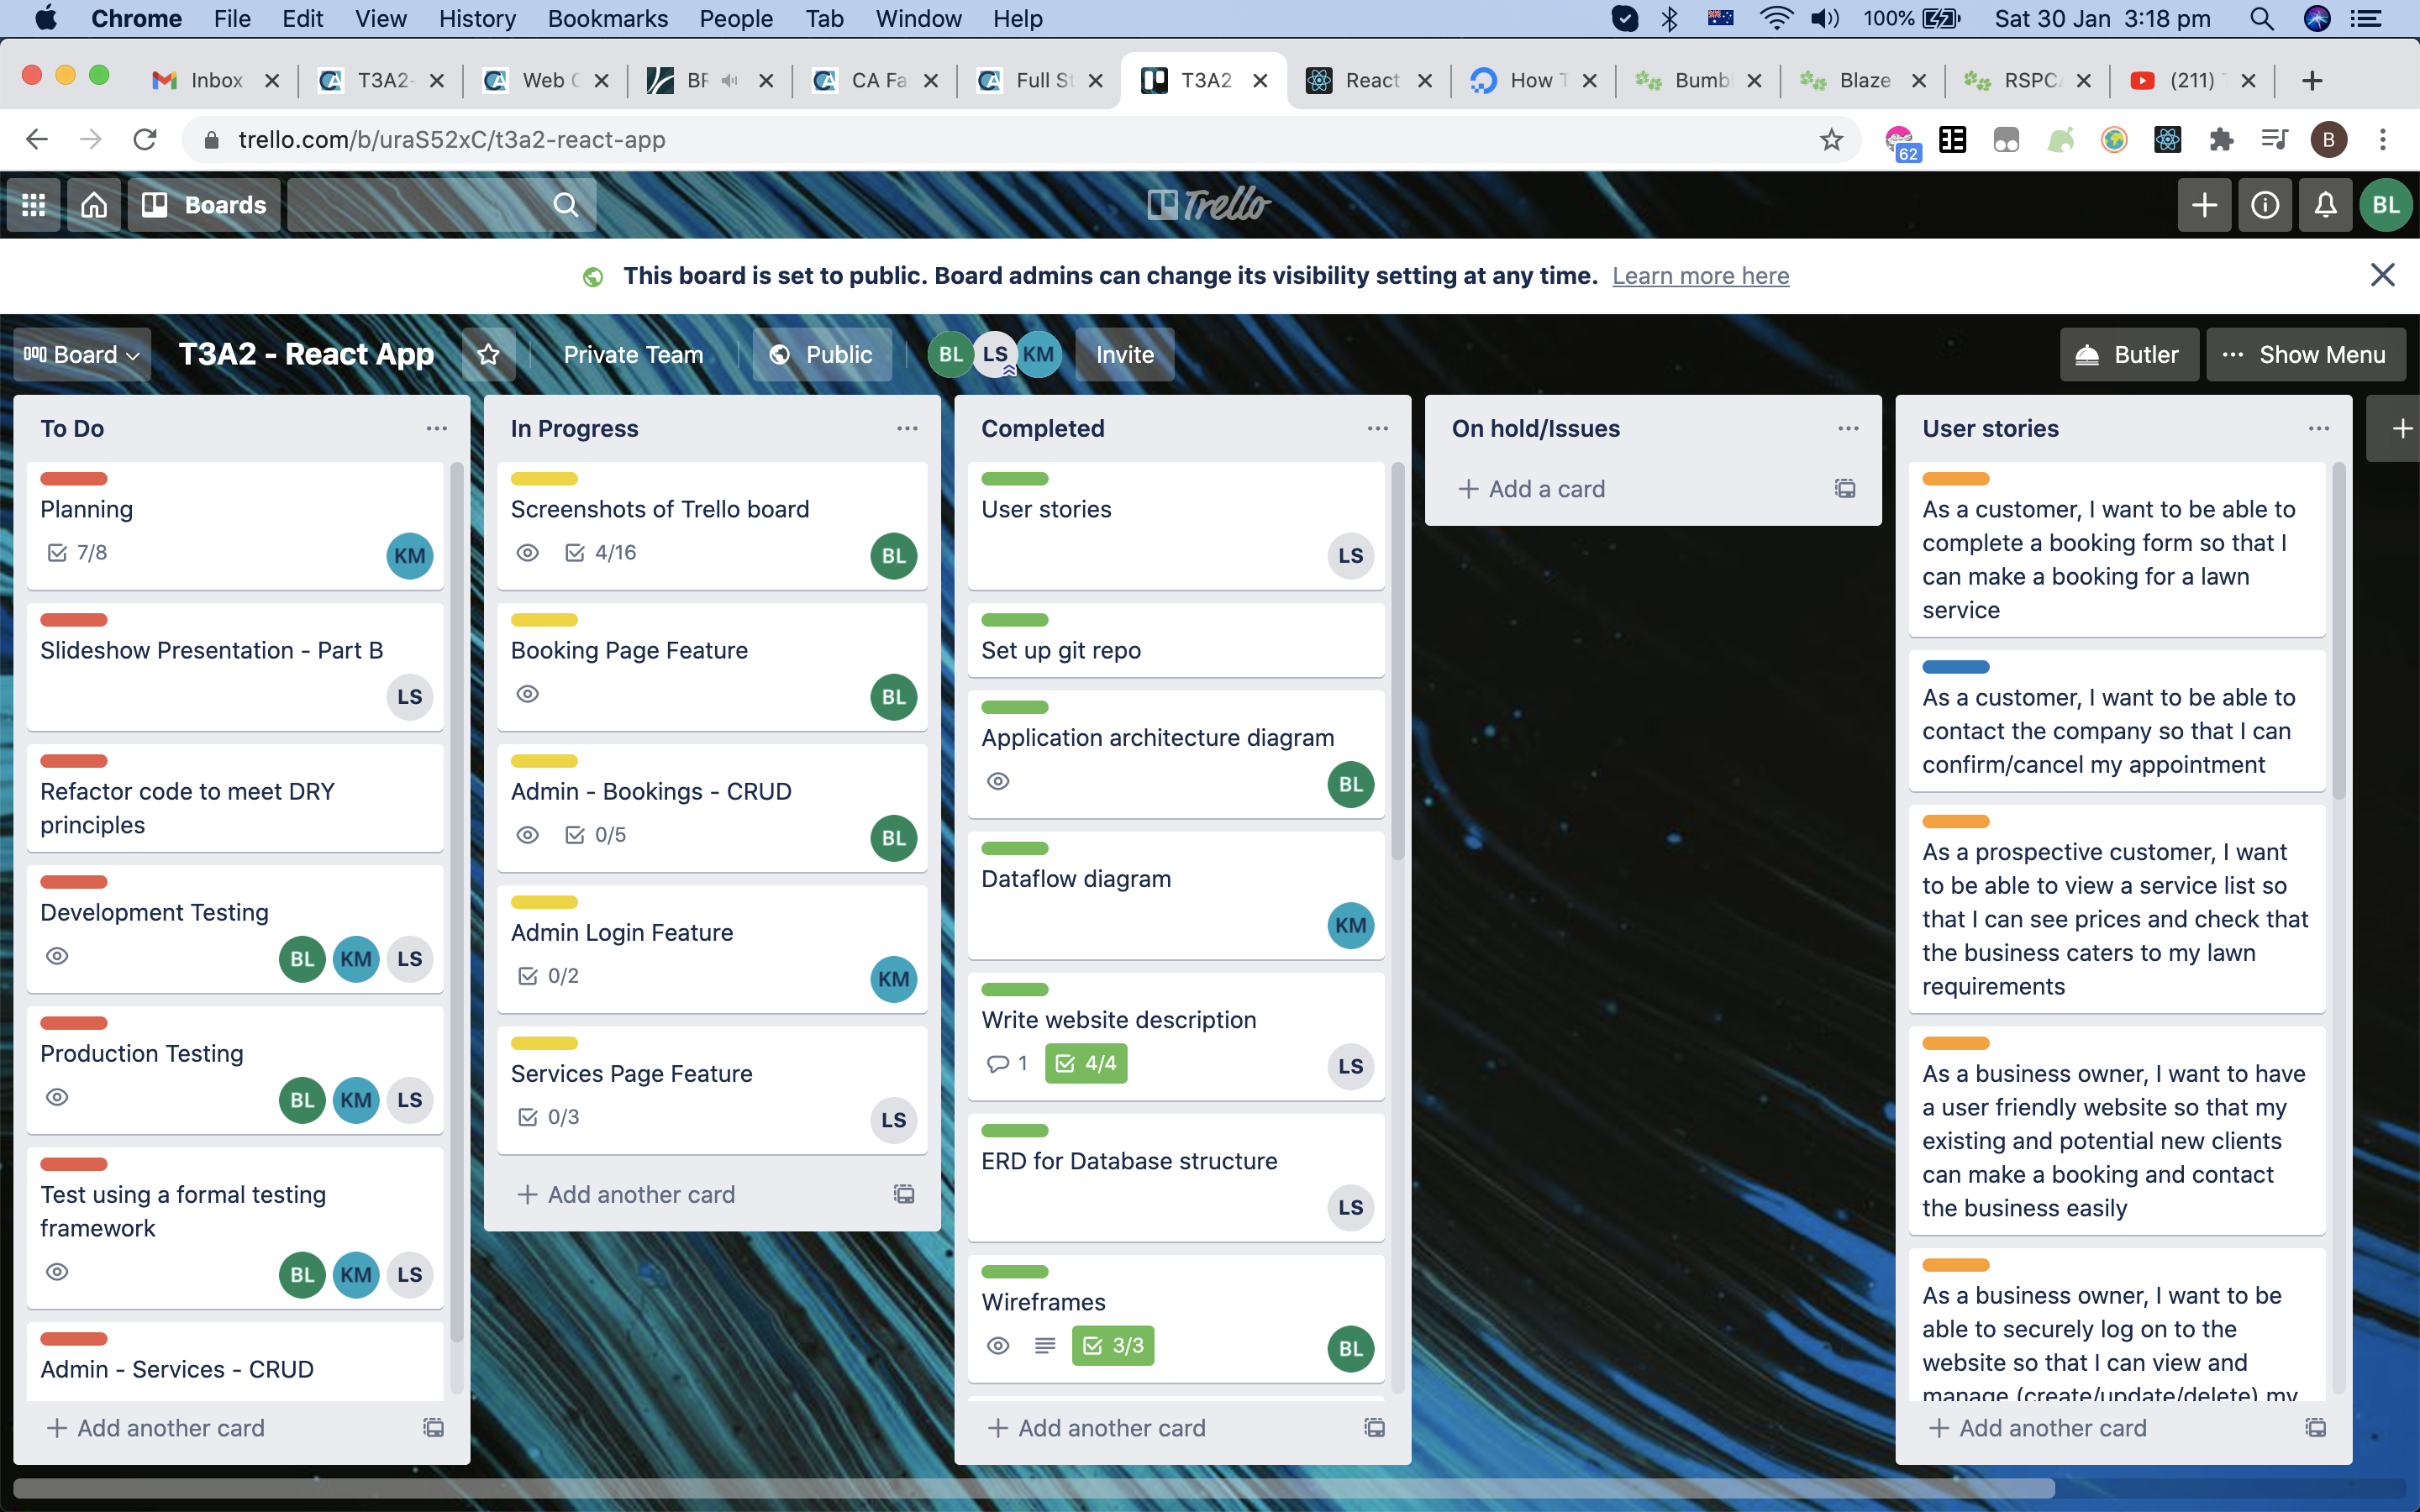 Chrome File Edit View History Bookmarks People Tab Window Help 100% Sat 30 Jan 3:18 pm
Inbox T3A2- Web C BR CA Fa Full St T3A2 React How T Bumbl Blaze RSPCA (211)
trello.com/b/uraS52xC/t3a2-react-app 62 B
Boards Trello BL
This board is set to public. Board admins can change its visibility setting at any time. Learn more here
Board T3A2 - React App Private Team Public BL LS KM Invite Butler ... Show Menu
To Do
Planning
7/8 KM
Slideshow Presentation - Part B
LS
Refactor code to meet DRY
principles
Development Testing
BL KM LS
Production Testing
BL KM LS
Test using a formal testing
framework
BL KM LS
Admin - Services - CRUD
+ Add another card
In Progress
Screenshots of Trello board
4/16 BL
Booking Page Feature
BL
Admin - Bookings - CRUD
0/5 BL
Admin Login Feature
0/2 KM
Services Page Feature
0/3 LS
+ Add another card
Completed
User stories
LS
Set up git repo
Application architecture diagram
BL
Dataflow diagram
KM
Write website description
1 4/4 LS
ERD for Database structure
LS
Wireframes
3/3 BL
+ Add another card
On hold/Issues
+ Add a card
User stories
As a customer, I want to be able to
complete a booking form so that I
can make a booking for a lawn
service
As a customer, I want to be able to
contact the company so that I can
confirm/cancel my appointment
As a prospective customer, I want
to be able to view a service list so
that I can see prices and check that
the business caters to my lawn
requirements
As a business owner, I want to have
a user friendly website so that my
existing and potential new clients
can make a booking and contact
the business easily
As a business owner, I want to be
able to securely log on to the
website so that I can view and
manage (create/update/delete) my
+ Add another card